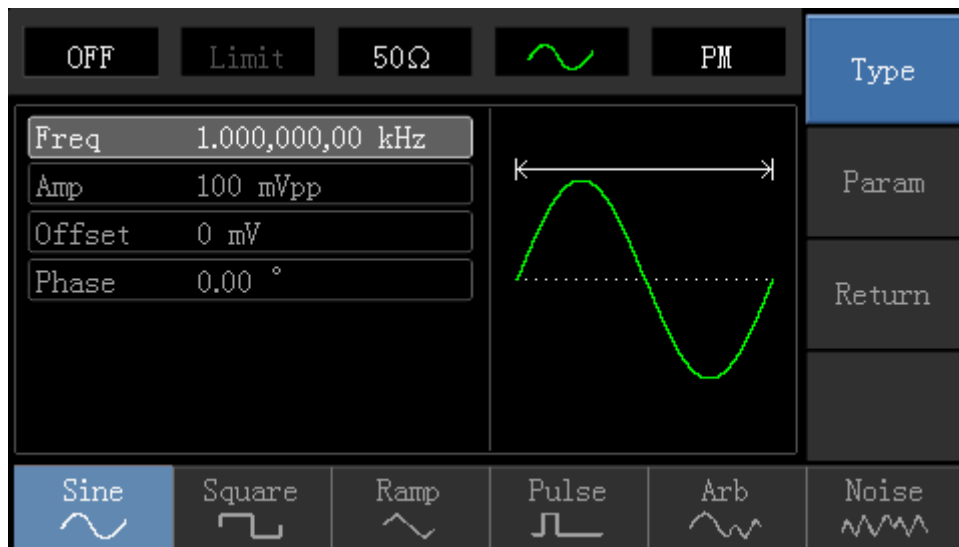 OFF Limit 50Ω PM
Type
Freq 1.000,000,00 kHz
Amp 100 mVpp
Offset 0 mV
Phase 0.00 °
Param
Return
Sine Square Ramp Pulse Arb Noise